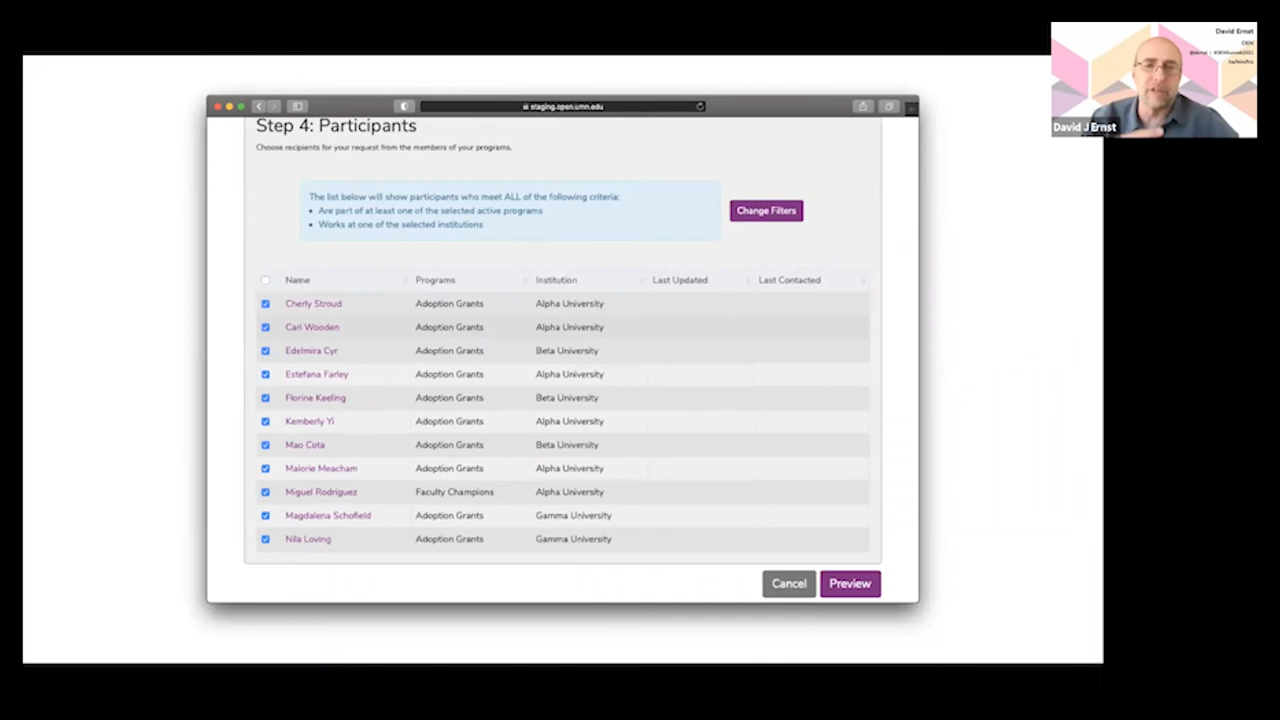 David Ernst
OEN
staging.open.umn.edu
David J Ernst
Step 4: Participants
Choose recipients for your request from the members of your programs.
The list below will show participants who meet ALL of the following criteria:
• Are part of at least one of the selected active programs
• Works at one of the selected institutions
Change Filters
Name Programs Institution Last Updated Last Contacted
Cherly Stroud Adoption Grants Alpha University
Cari Wooden Adoption Grants Alpha University
Edelmira Cyr Adoption Grants Beta University
Estefana Farley Adoption Grants Alpha University
Florine Keeling Adoption Grants Beta University
Kemberly Yi Adoption Grants Alpha University
Mao Cota Adoption Grants Beta University
Malorie Meacham Adoption Grants Alpha University
Miguel Rodriguez Faculty Champions Alpha University
Magdalena Schofield Adoption Grants Gamma University
Nila Loving Adoption Grants Gamma University
Cancel Preview